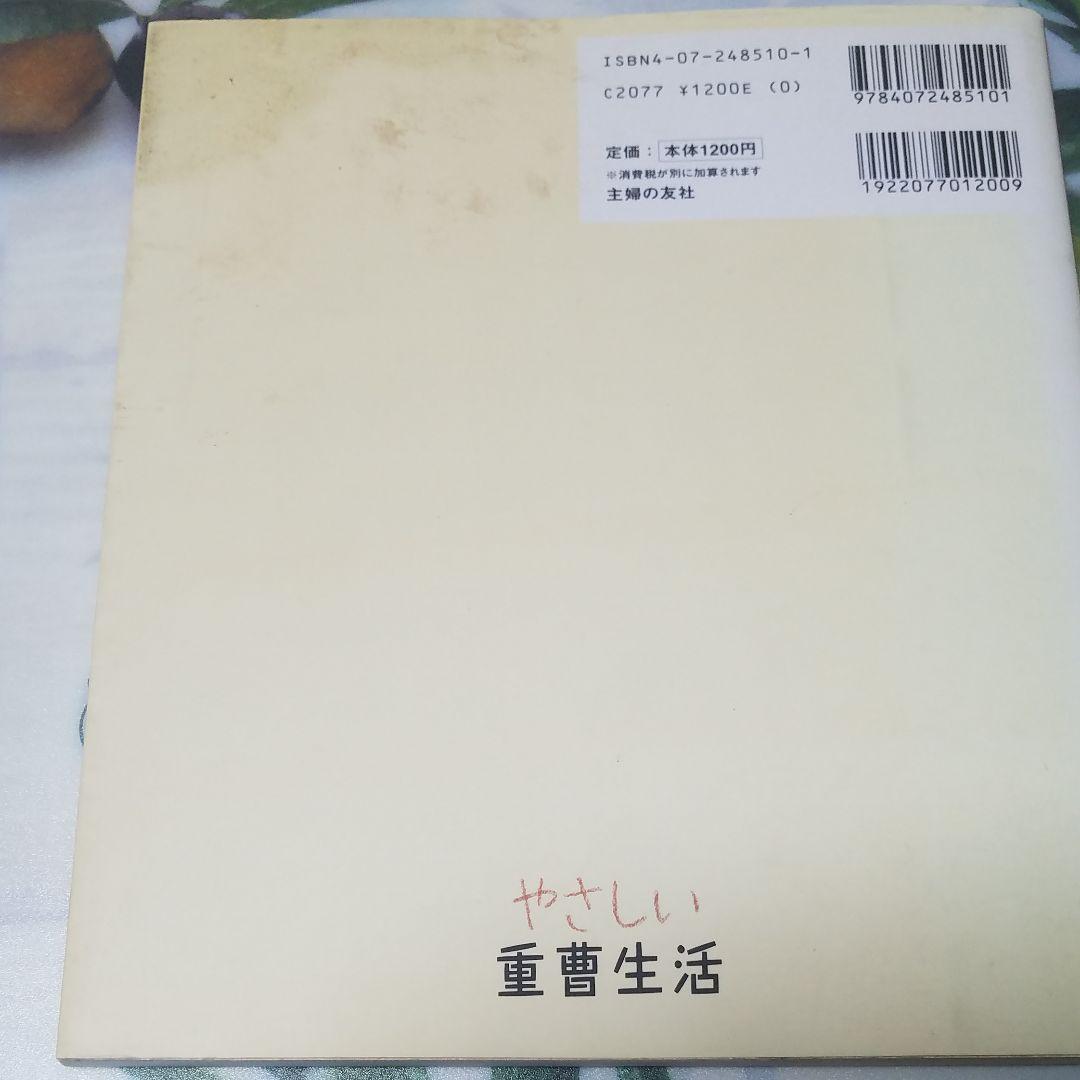 ISBN4-07-248510-1
C2077 ¥1200E (0)
9784072485101
定価：本体1200円
※消費税が別に加算されます
主婦の友社
1922077012009
やさしい
重曹生活